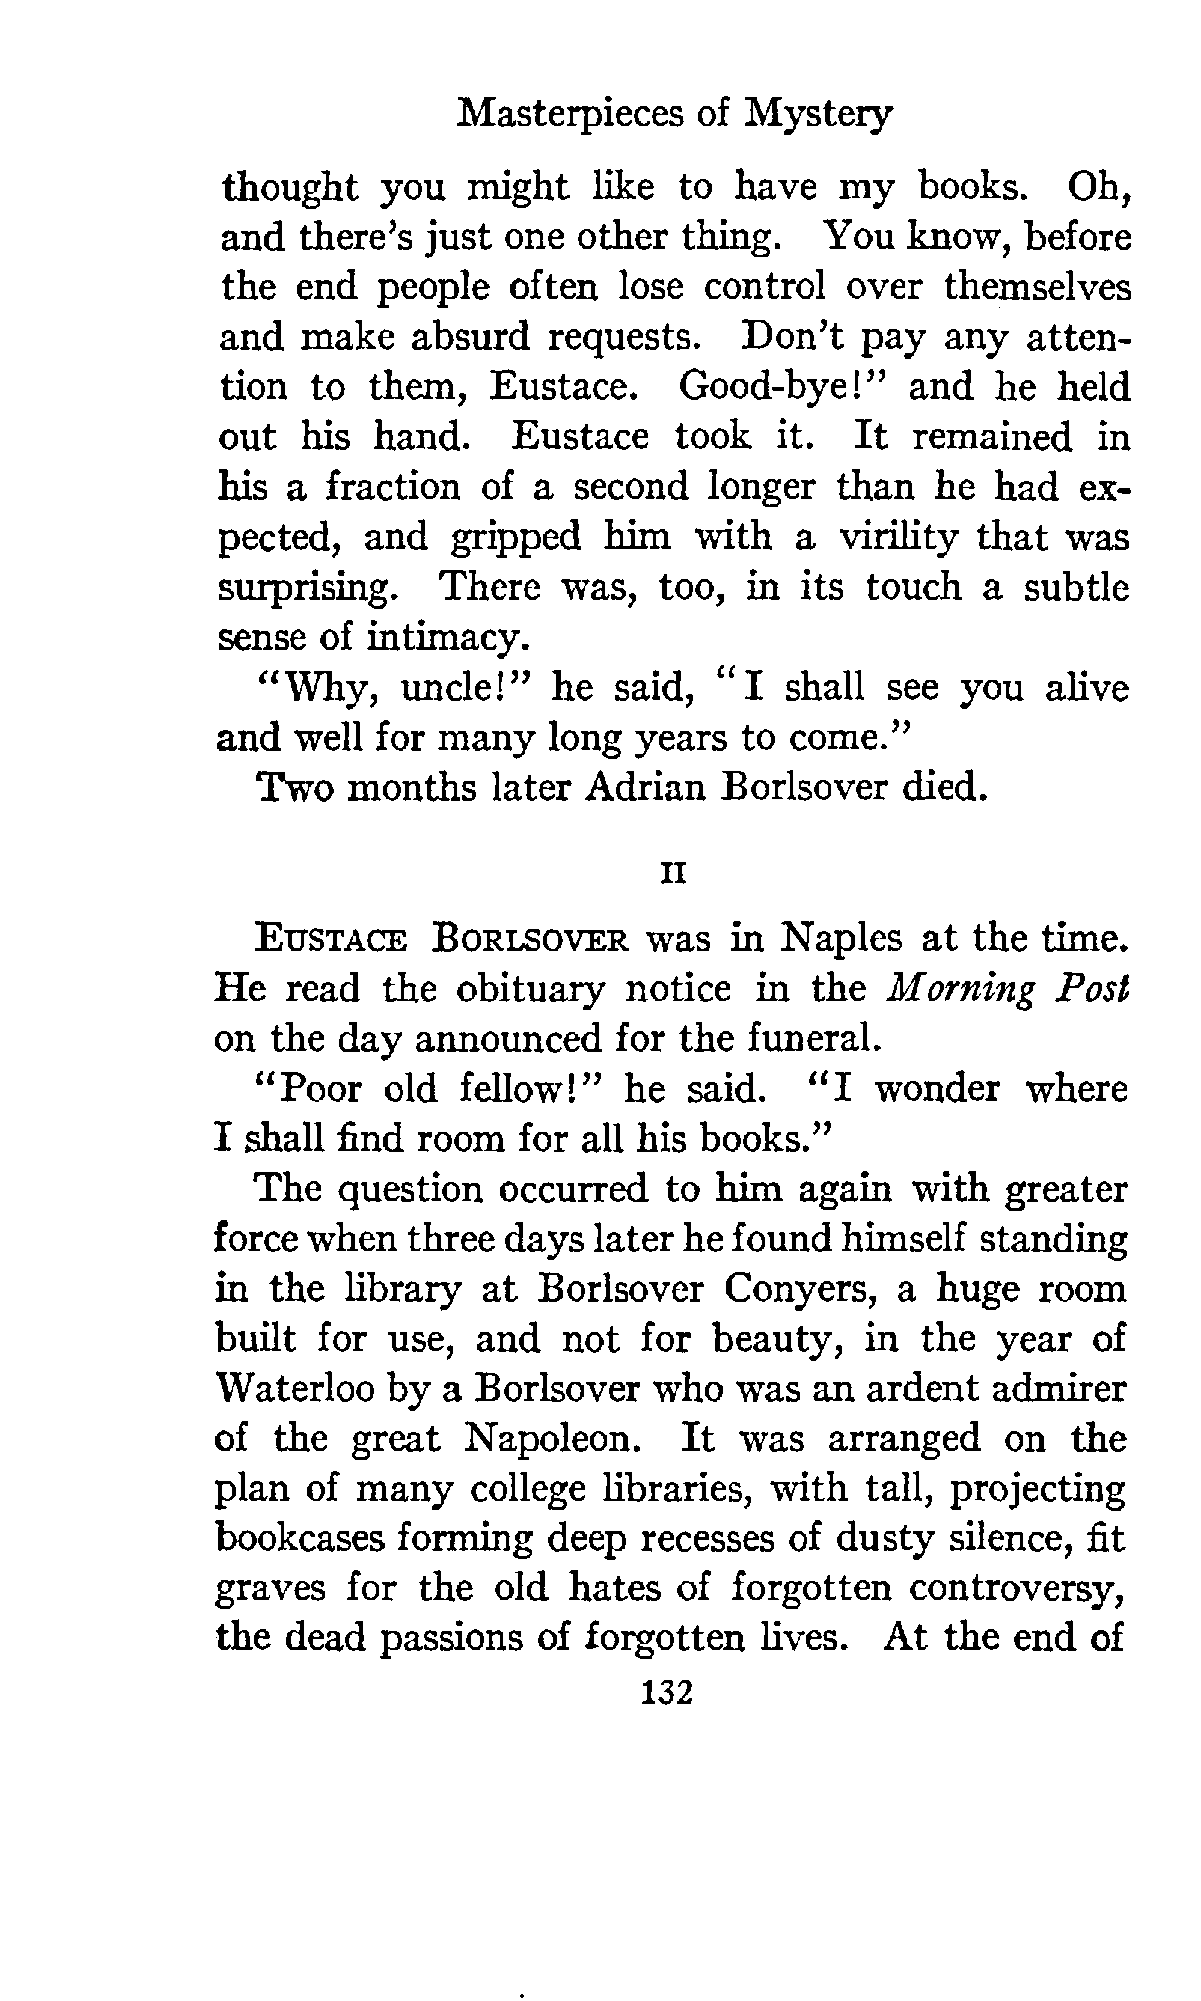 Masterpieces of Mystery
thought you might like to have my books. Oh,
and there's just one other thing. You know, before
the end people often lose control over themselves
and make absurd requests. Don't pay any atten-
tion to them, Eustace. Good-bye!" and he held
out his hand. Eustace took it. It remained in
his a fraction of a second longer than he had ex-
pected, and gripped him with a virility that was
surprising. There was, too, in its touch a subtle
sense of intimacy.
"Why, uncle!" he said, "I shall see you alive
and well for many long years to come."
Two months later Adrian Borlsover died.
II
EUSTACE BORLSOVER was in Naples at the time.
He read the obituary notice in the Morning Post
on the day announced for the funeral.
"Poor old fellow!" he said. "I wonder where
I shall find room for all his books."
The question occurred to him again with greater
force when three days later he found himself standing
in the library at Borlsover Conyers, a huge room
built for use, and not for beauty, in the year of
Waterloo by a Borlsover who was an ardent admirer
of the great Napoleon. It was arranged on the
plan of many college libraries, with tall, projecting
bookcases forming deep recesses of dusty silence, fit
graves for the old hates of forgotten controversy,
the dead passions of forgotten lives. At the end of
132